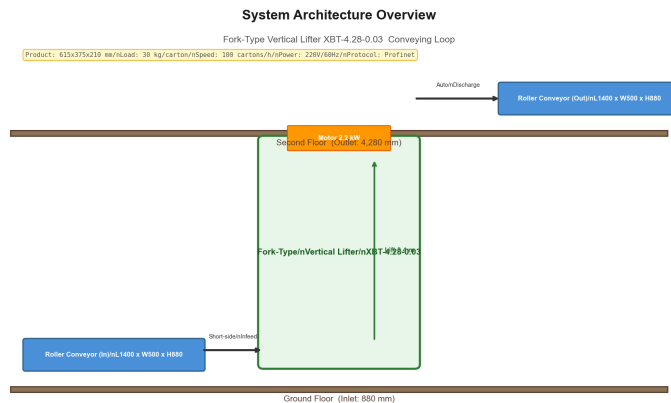 System Architecture Overview
Fork-Type Vertical Lifter XBT-4.28-0.03  Conveying Loop
Product: 615x375x210 mm/nLoad: 30 kg/carton/nSpeed: 100 cartons/h/nPower: 220V/60Hz/nProtocol: Profinet
Auto/nDischarge
Roller Conveyor (Out)/nL1400 x W500 x H880
Motor 2.2 kW
Second Floor  (Outlet: 4,280 mm)
Fork-Type/nVertical Lifter/nXBT-4.28-0.03
Short-side/nInfeed
Roller Conveyor (In)/nL1400 x W500 x H880
Ground Floor  (Inlet: 880 mm)